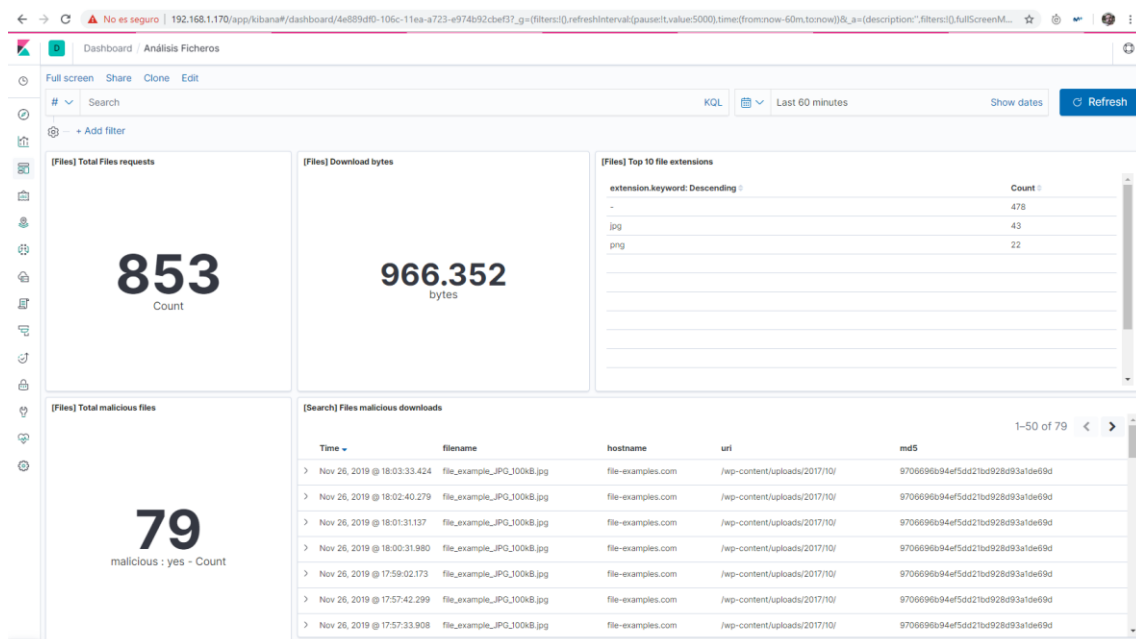 No es seguro | 192.168.1.170/app/kibana#/dashboard/4e889df0-106c-11ea-a723-e974b92cbef3?_g=(filters:!(),refreshInterval:(pause:!t,value:5000),time:(from:now-60m,to:now))&_a=(description:'',filters:!(),fullScreenM...
D Dashboard / Análisis Ficheros
Full screen Share Clone Edit
# Search KQL Last 60 minutes Show dates Refresh
+ Add filter
[Files] Total Files requests
853
Count
[Files] Download bytes
966.352
bytes
[Files] Top 10 file extensions
extension.keyword: Descending Count
- 478
jpg 43
png 22
[Files] Total malicious files
79
malicious : yes - Count
[Search] Files malicious downloads
1–50 of 79
Time filename hostname uri md5
Nov 26, 2019 @ 18:03:33.424 file_example_JPG_100kB.jpg file-examples.com /wp-content/uploads/2017/10/ 9706696b94ef5dd21bd928d93a1de69d
Nov 26, 2019 @ 18:02:40.279 file_example_JPG_100kB.jpg file-examples.com /wp-content/uploads/2017/10/ 9706696b94ef5dd21bd928d93a1de69d
Nov 26, 2019 @ 18:01:31.137 file_example_JPG_100kB.jpg file-examples.com /wp-content/uploads/2017/10/ 9706696b94ef5dd21bd928d93a1de69d
Nov 26, 2019 @ 18:00:31.980 file_example_JPG_100kB.jpg file-examples.com /wp-content/uploads/2017/10/ 9706696b94ef5dd21bd928d93a1de69d
Nov 26, 2019 @ 17:59:02.173 file_example_JPG_100kB.jpg file-examples.com /wp-content/uploads/2017/10/ 9706696b94ef5dd21bd928d93a1de69d
Nov 26, 2019 @ 17:57:42.299 file_example_JPG_100kB.jpg file-examples.com /wp-content/uploads/2017/10/ 9706696b94ef5dd21bd928d93a1de69d
Nov 26, 2019 @ 17:57:33.908 file_example_JPG_100kB.jpg file-examples.com /wp-content/uploads/2017/10/ 9706696b94ef5dd21bd928d93a1de69d